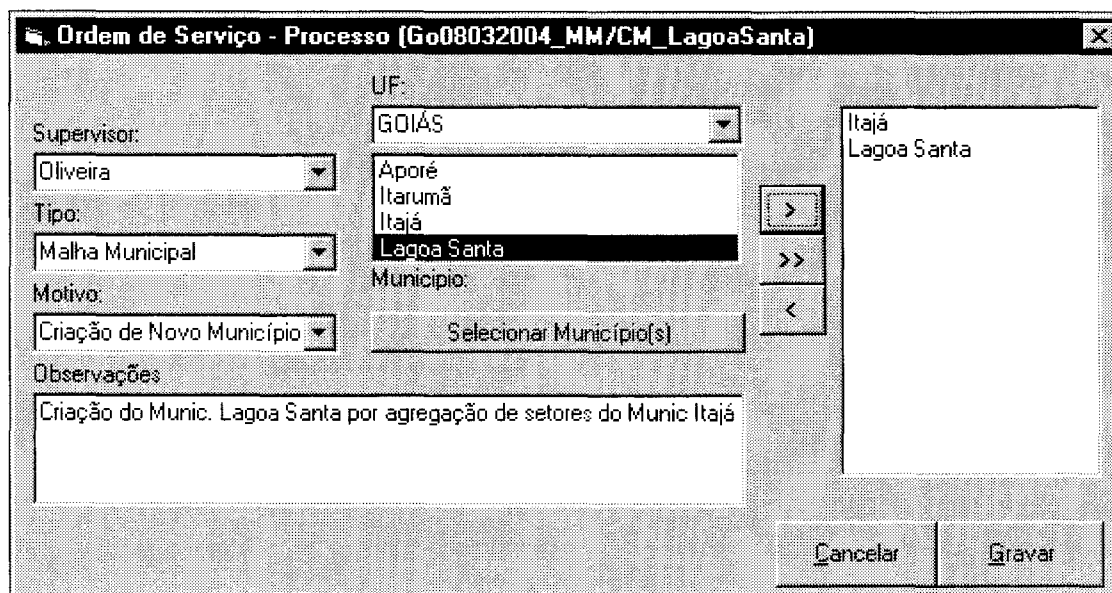 Ordem de Serviço - Processo (Go08032004_MM/CM_LagoaSanta)
Supervisor:
Oliveira
Tipo:
Malha Municipal
Motivo:
Criação de Novo Município
UF:
GOIÁS
Aporé
Itarumã
Itajá
Lagoa Santa
Municipio:
Selecionar Município(s)
>
>>
<
Itajá
Lagoa Santa
Observações
Criação do Munic. Lagoa Santa por agregação de setores do Munic Itajá
Cancelar
Gravar